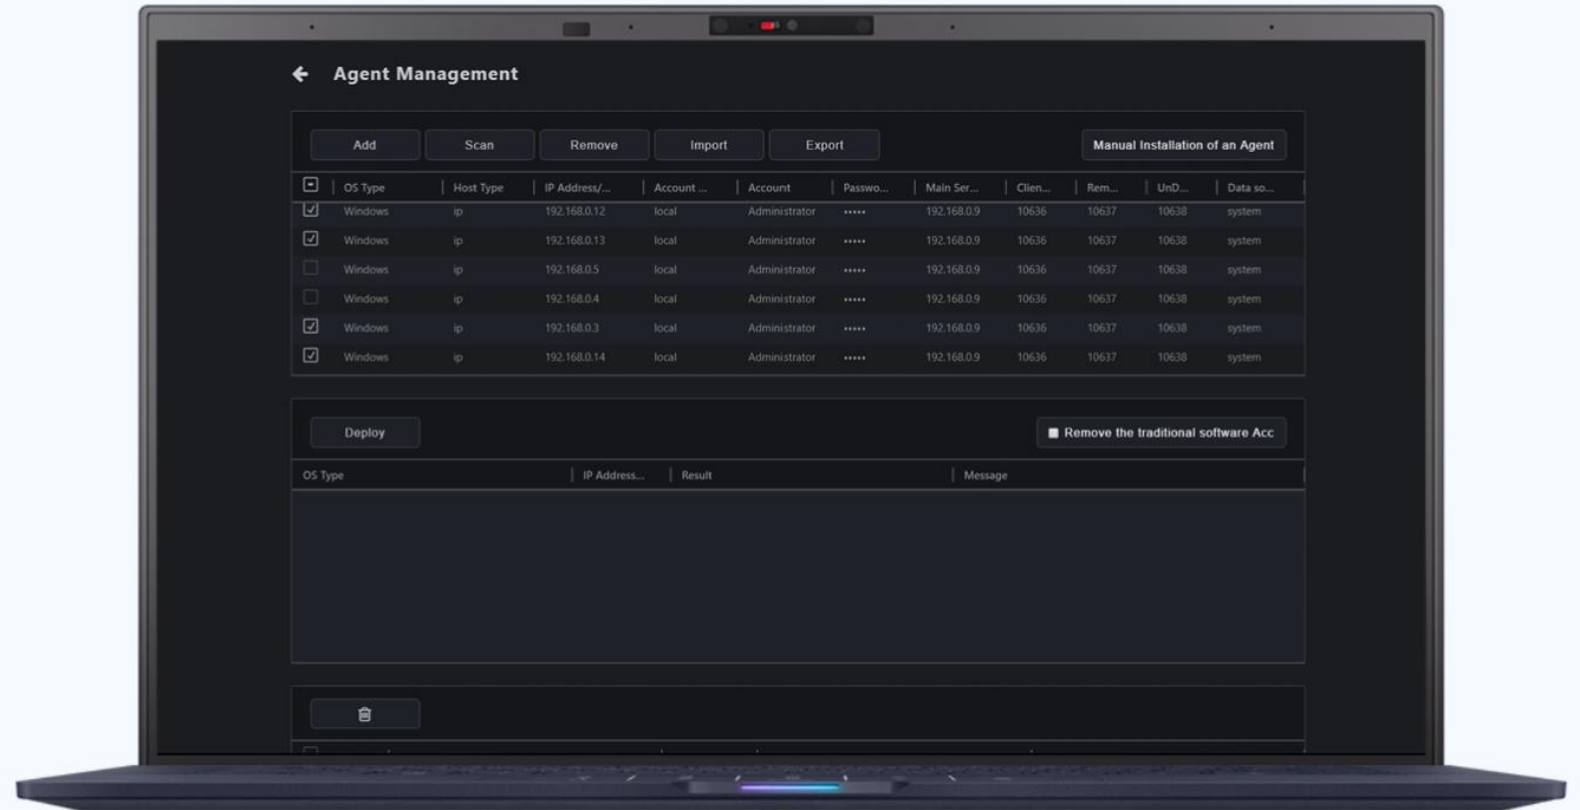 Agent Management
Add Scan Remove Import Export Manual Installation of an Agent
OS Type Host Type IP Address/... Account ... Account Passwo... Main Ser... Clien... Rem... UnD... Data so...
Windows ip 192.168.0.12 local Administrator ••••• 192.168.0.9 10636 10637 10638 system
Windows ip 192.168.0.13 local Administrator ••••• 192.168.0.9 10636 10637 10638 system
Windows ip 192.168.0.5 local Administrator ••••• 192.168.0.9 10636 10637 10638 system
Windows ip 192.168.0.4 local Administrator ••••• 192.168.0.9 10636 10637 10638 system
Windows ip 192.168.0.3 local Administrator ••••• 192.168.0.9 10636 10637 10638 system
Windows ip 192.168.0.14 local Administrator ••••• 192.168.0.9 10636 10637 10638 system
Deploy Remove the traditional software Acc
OS Type IP Address... Result Message